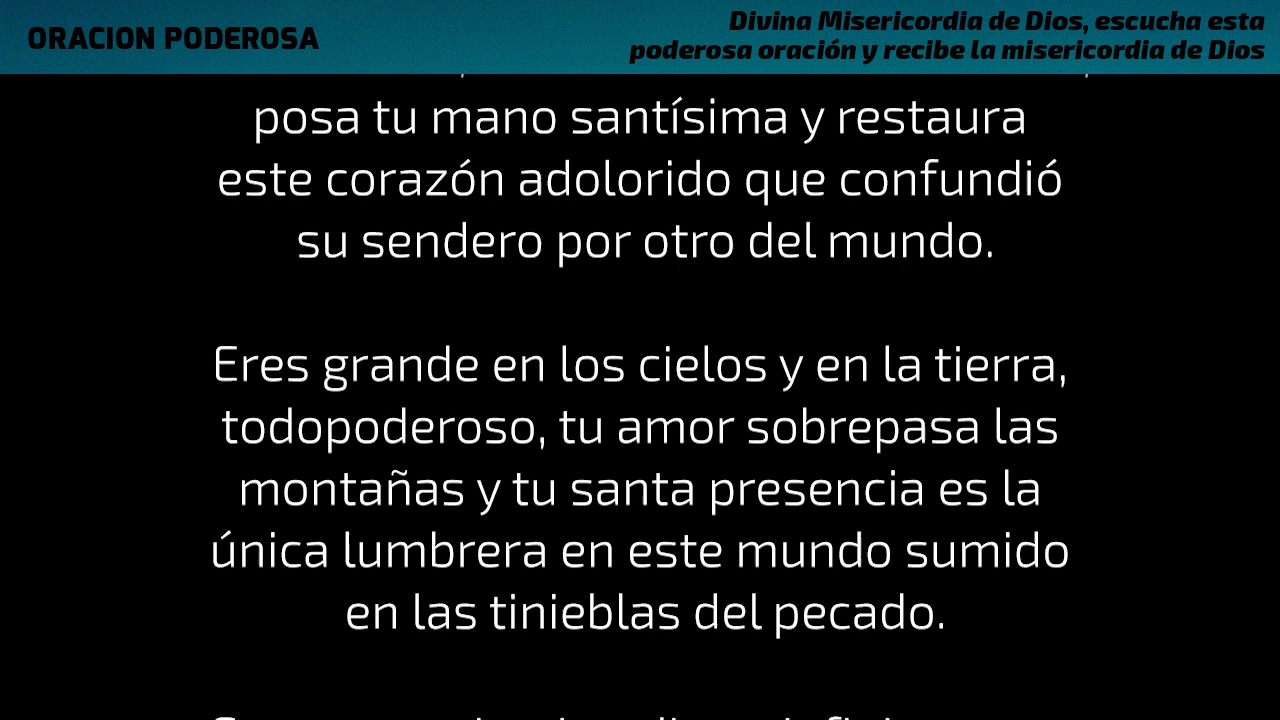 ORACION PODEROSA
Divina Misericordia de Dios, escucha esta
poderosa oración y recibe la misericordia de Dios
posa tu mano santísima y restaura
este corazón adolorido que confundió
su sendero por otro del mundo.
Eres grande en los cielos y en la tierra,
todopoderoso, tu amor sobrepasa las
montañas y tu santa presencia es la
única lumbrera en este mundo sumido
en las tinieblas del pecado.